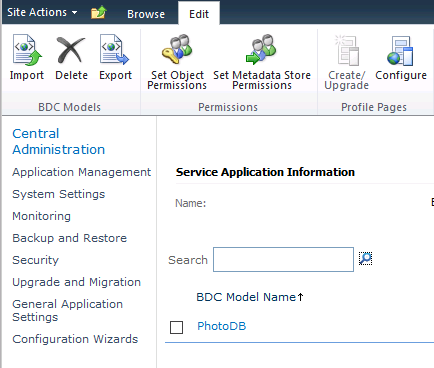 Site Actions Browse Edit
Import Delete Export Set Object Permissions Set Metadata Store Permissions Create/ Upgrade Configure
BDC Models Permissions Profile Pages
Central
Administration
Application Management
System Settings
Monitoring
Backup and Restore
Security
Upgrade and Migration
General Application
Settings
Configuration Wizards
Service Application Information
Name:
Search
BDC Model Name↑
PhotoDB